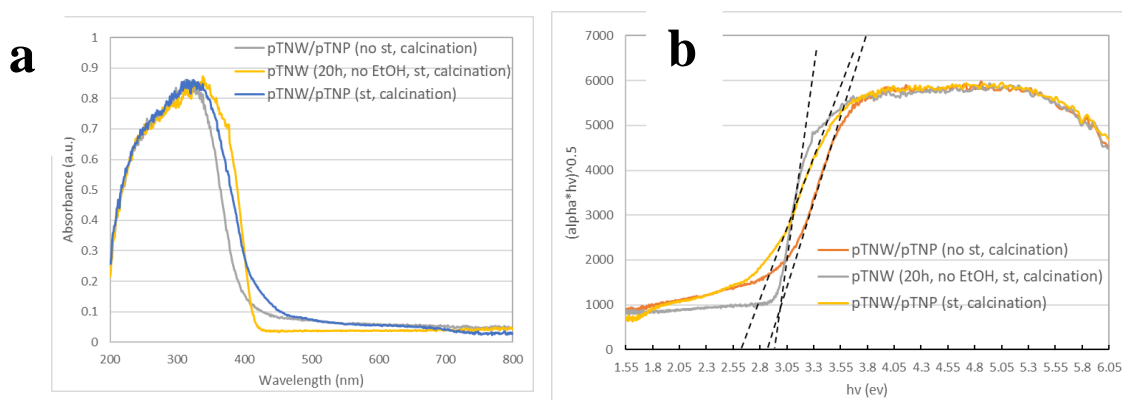 a
1
0.9
0.8
0.7
0.6
0.5
0.4
0.3
0.2
0.1
0
Absorbance (a.u.)
pTNW/pTNP (no st, calcination)
pTNW (20h, no EtOH, st, calcination)
pTNW/pTNP (st, calcination)
200 300 400 500 600 700 800
Wavelength (nm)
b
7000
6000
5000
4000
3000
2000
1000
0
(alpha*hv)^0.5
pTNW/pTNP (no st, calcination)
pTNW (20h, no EtOH, st, calcination)
pTNW/pTNP (st, calcination)
1.55 1.8 2.05 2.3 2.55 2.8 3.05 3.3 3.55 3.8 4.05 4.3 4.55 4.8 5.05 5.3 5.55 5.8 6.05
hv (ev)